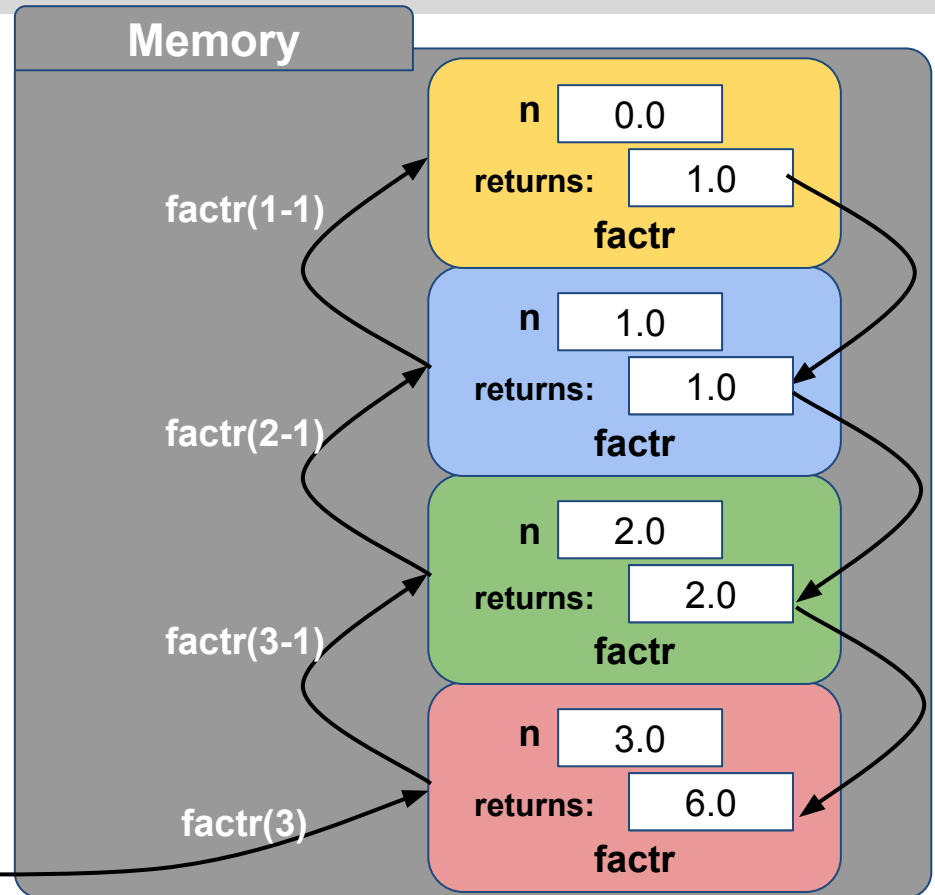 Memory
n 0.0
returns: 1.0
factr
factr(1-1)
n 1.0
returns: 1.0
factr
factr(2-1)
n 2.0
returns: 2.0
factr
factr(3-1)
n 3.0
returns: 6.0
factr
factr(3)